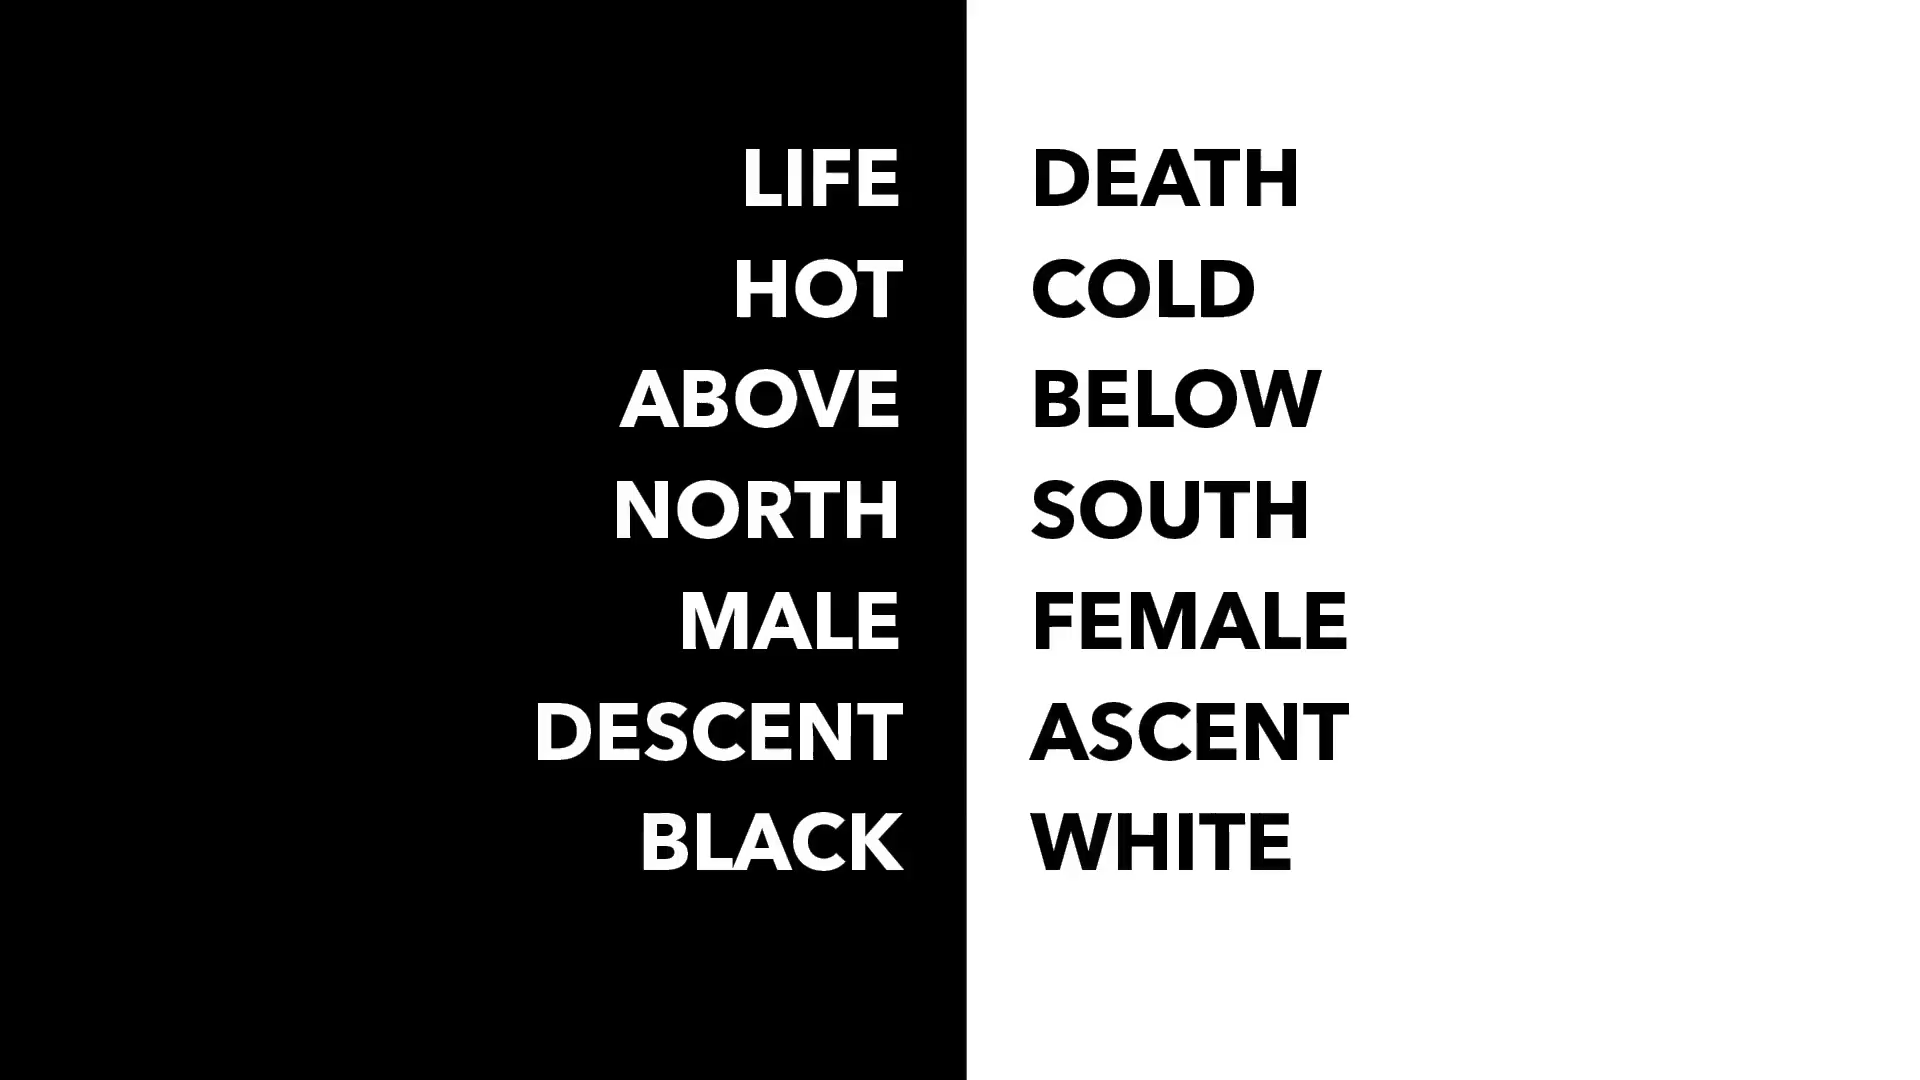 LIFE DEATH
HOT COLD
ABOVE BELOW
NORTH SOUTH
MALE FEMALE
DESCENT ASCENT
BLACK WHITE